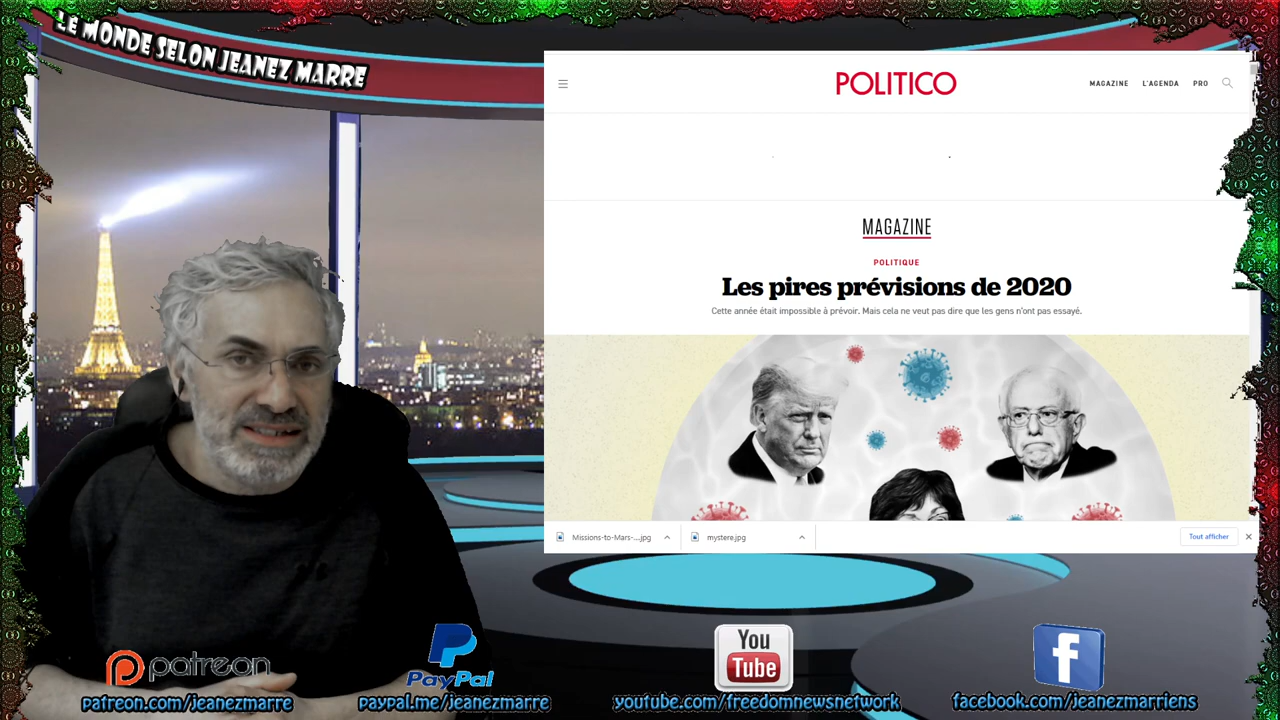 LE MONDE SELON JEANEZ MARRE
POLITICO
MAGAZINE L'AGENDA PRO
MAGAZINE
POLITIQUE
Les pires prévisions de 2020
Cette année était impossible à prévoir. Mais cela ne veut pas dire que les gens n'ont pas essayé.
Missions-to-Mars-....jpg mystere.jpg Tout afficher
patreon
PayPal
You
Tube
f
patreon.com/jeanezmarre
paypal.me/jeanezmarre
youtube.com/freedomnewsnetwork
facebook.com/jeanezmarriens